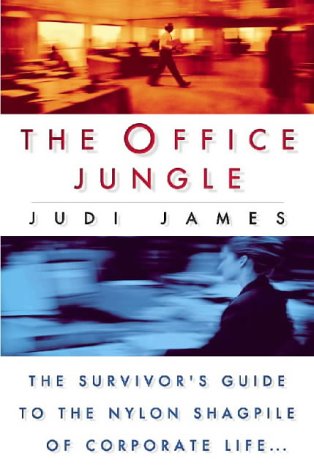 THE OFFICE
JUNGLE
JUDI JAMES
THE SURVIVOR'S GUIDE
TO THE NYLON SHAGPILE
OF CORPORATE LIFE...